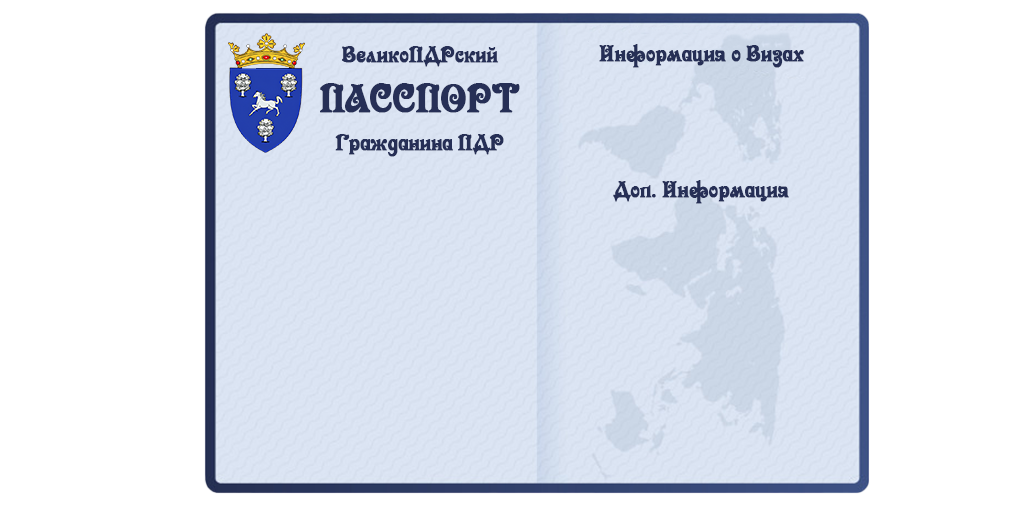 ВеликоПДРский
ПАССПОРТ
Гражданина ПДР
Информация о Визах
Доп. Информация